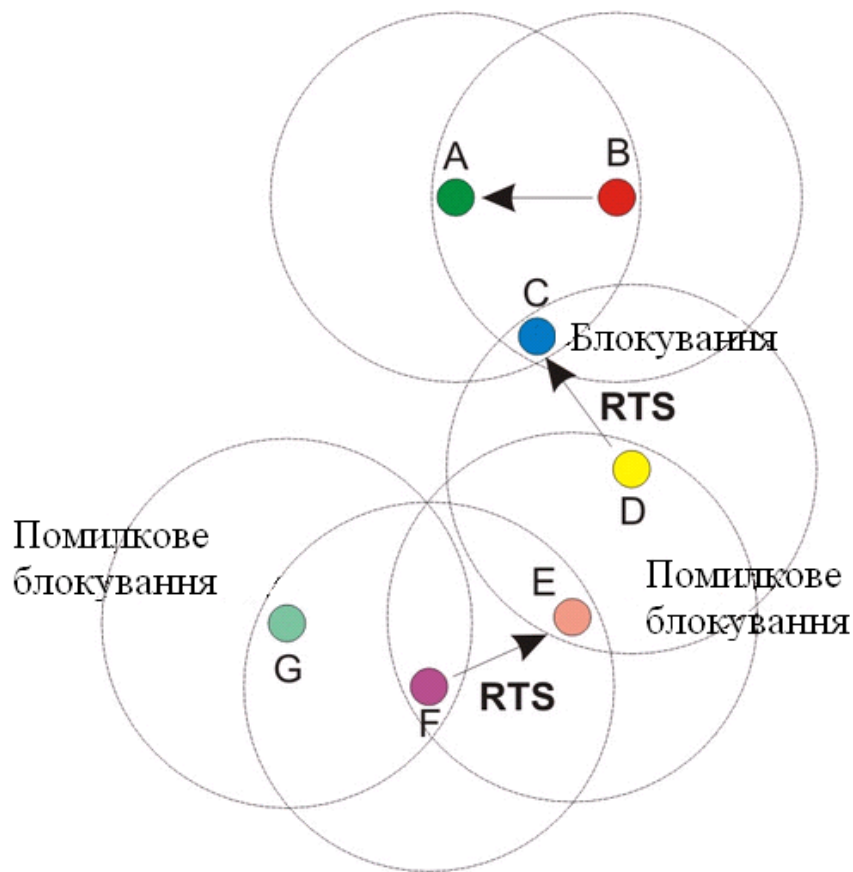 A
B
C
Блокування
RTS
D
Помилкове
блокування
E
Помилкове
блокування
G
RTS
F